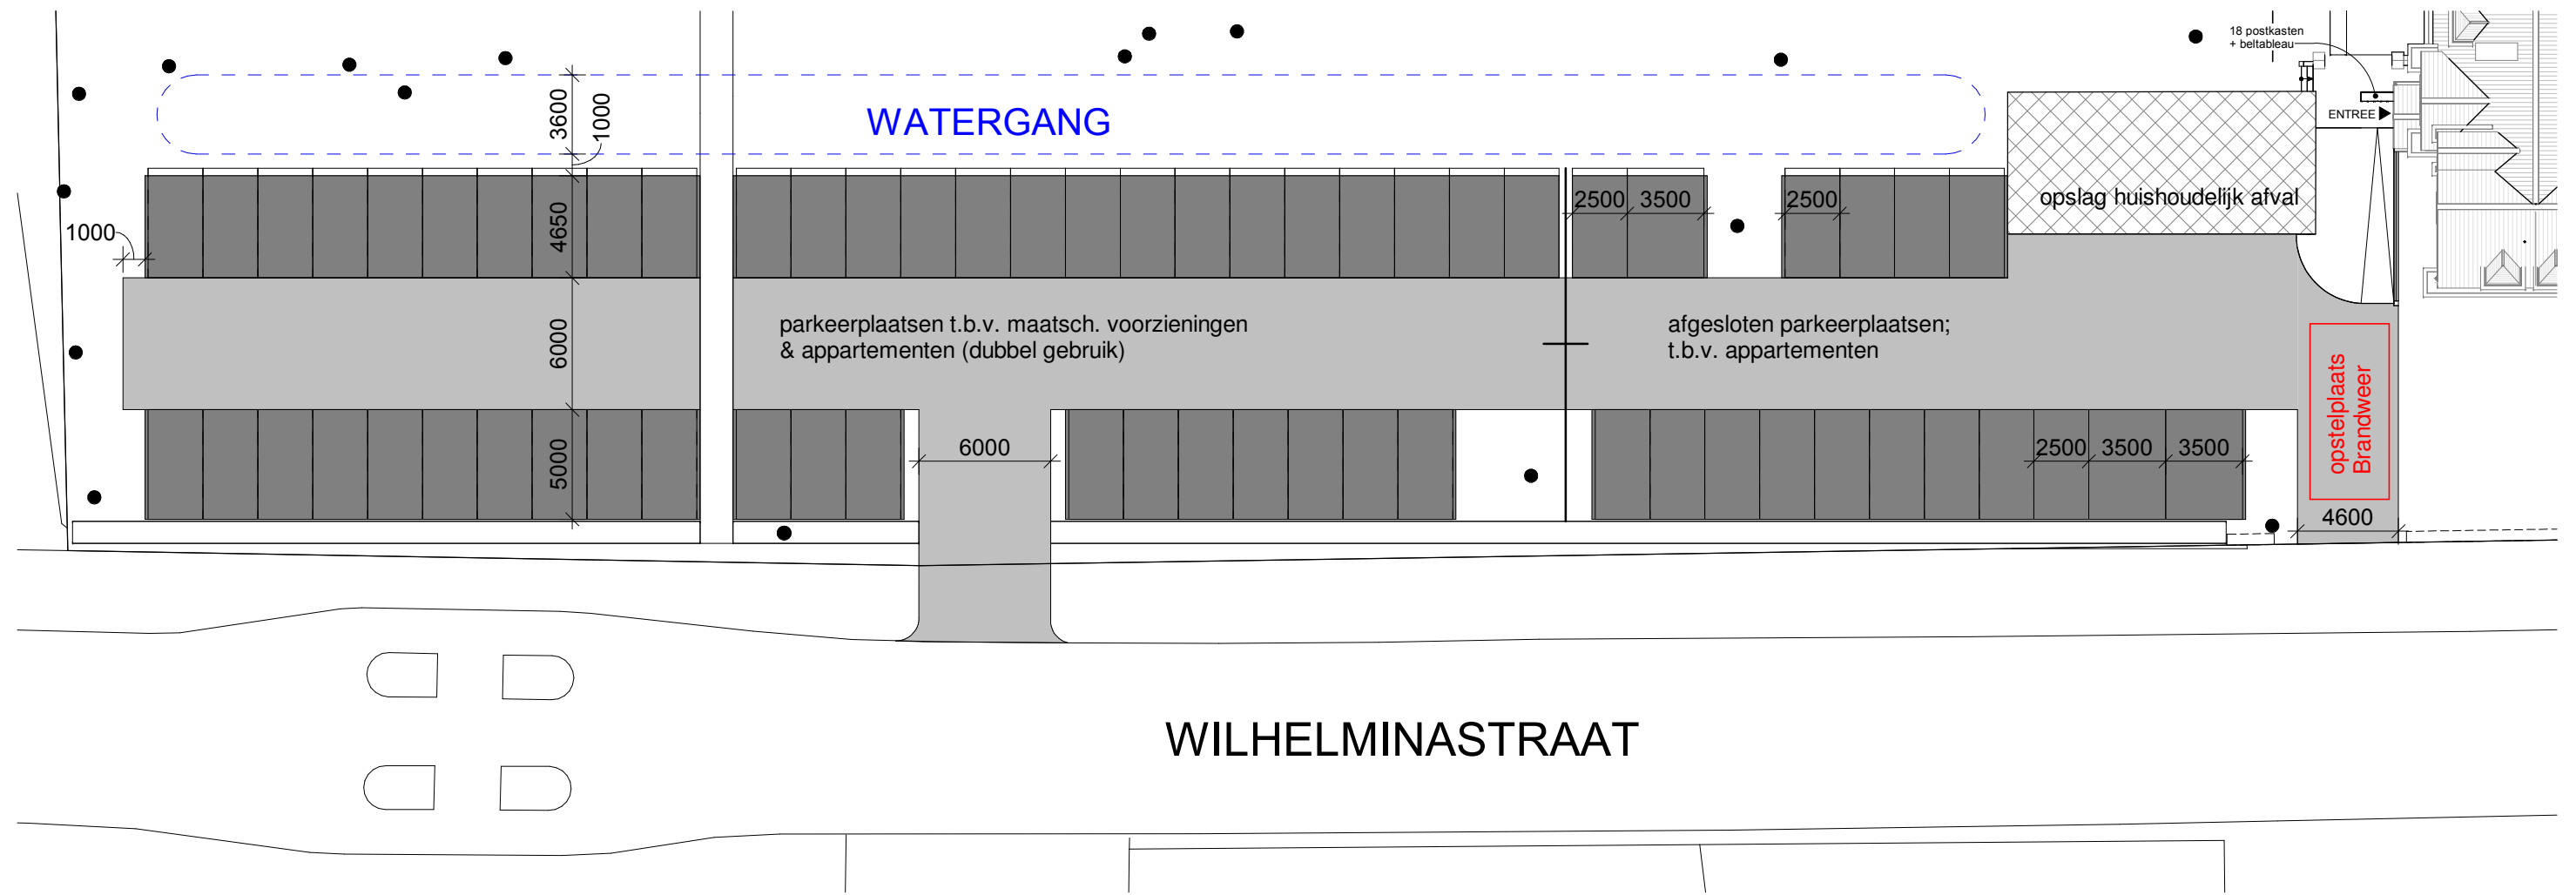 18 postkasten
+ beltableau
ENTREE
WATERGANG
3600
1000
4650
1000
2500
3500
2500
opslag huishoudelijk afval
6000
parkeerplaatsen t.b.v. maatsch. voorzieningen
& appartementen (dubbel gebruik)
afgesloten parkeerplaatsen;
t.b.v. appartementen
opstelplaats
Brandweer
5000
6000
2500
3500
3500
4600
WILHELMINASTRAAT